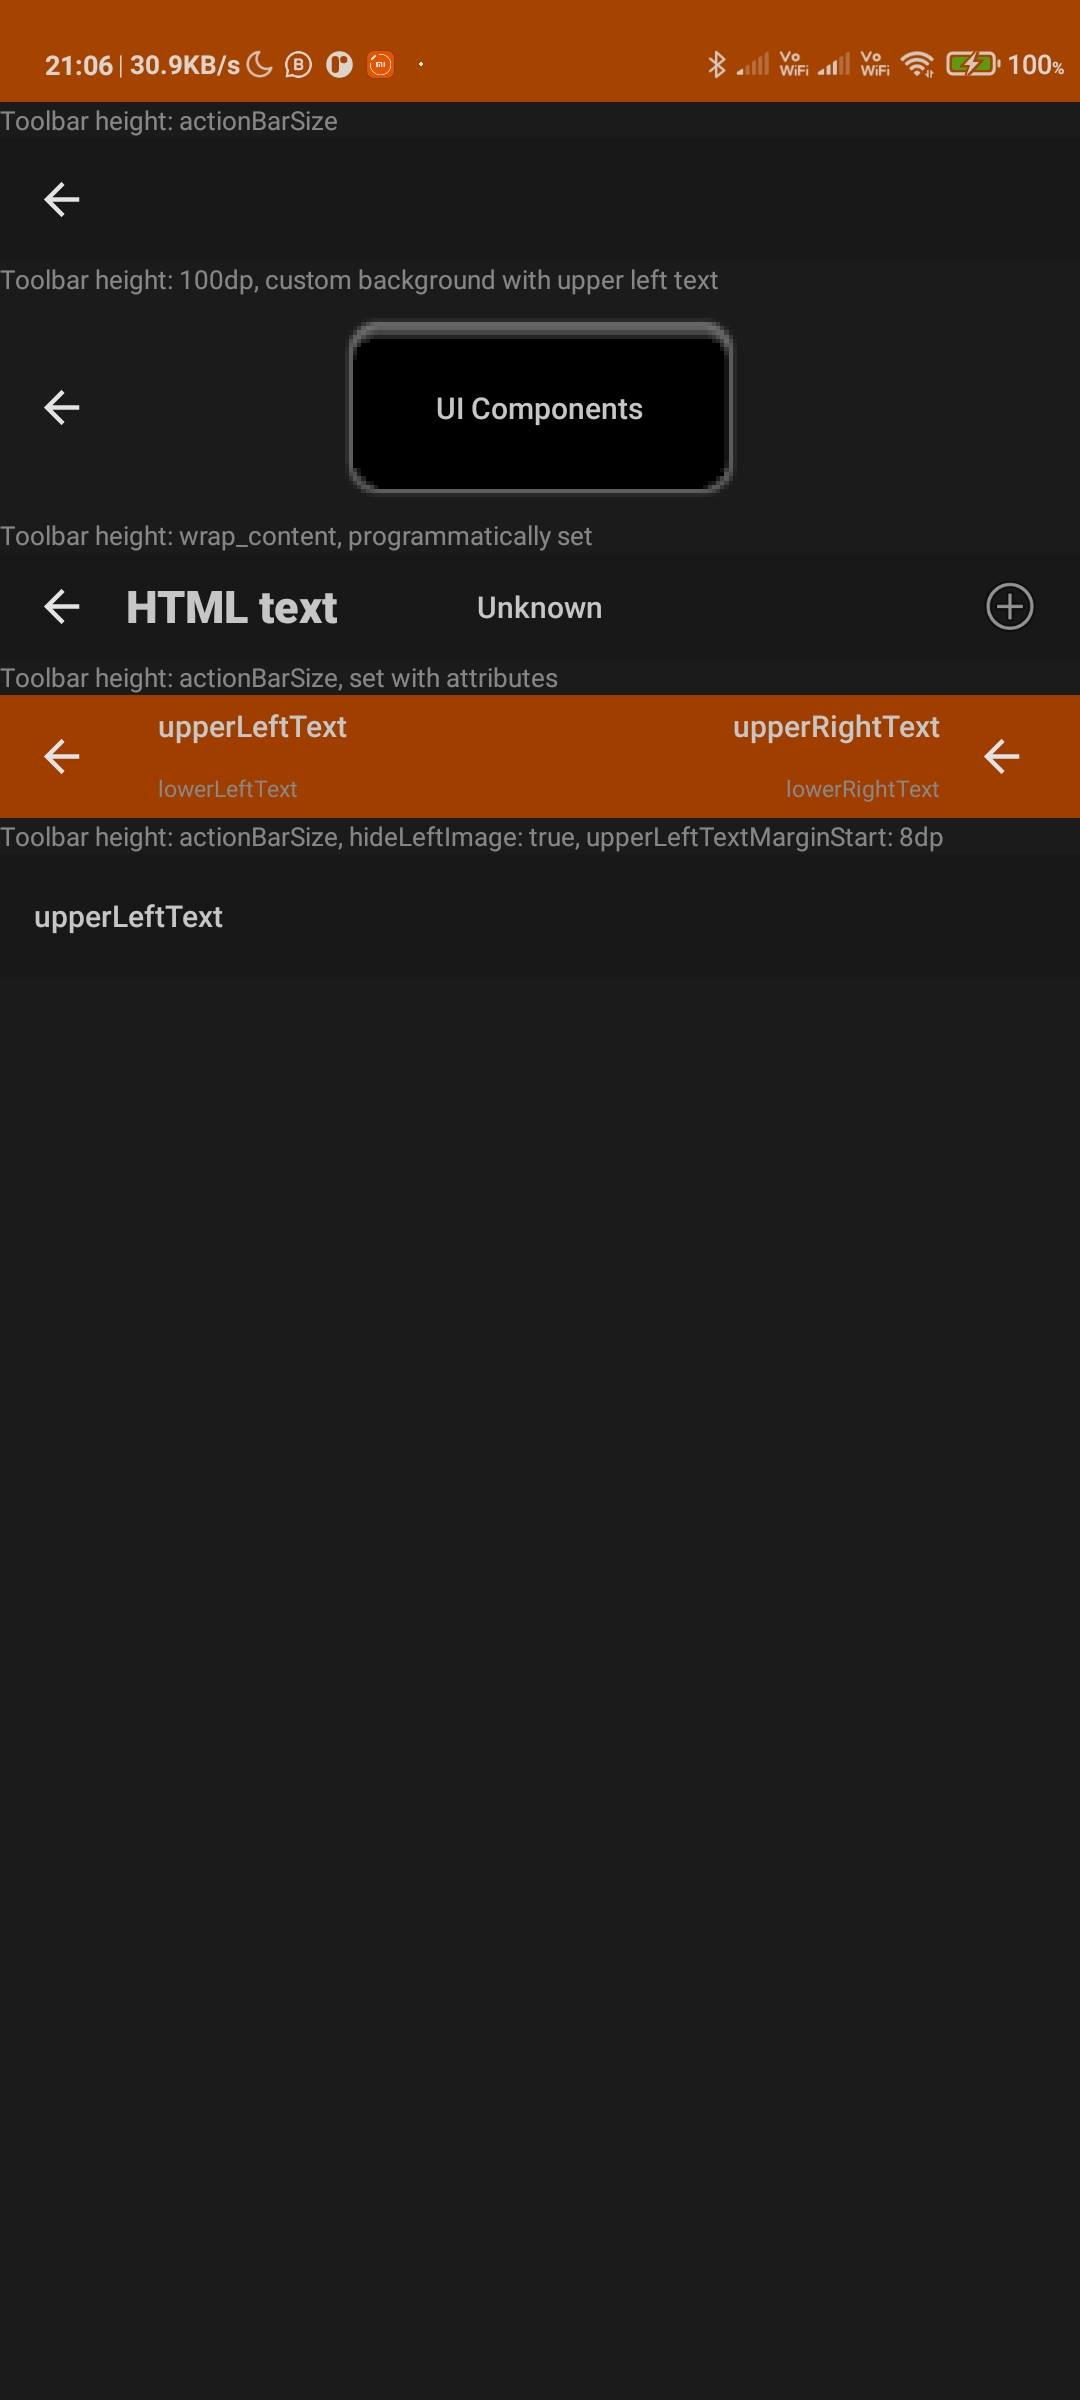 21:06 | 30.9KB/s B mi Vo WiFi Vo WiFi 100%
Toolbar height: actionBarSize
Toolbar height: 100dp, custom background with upper left text
UI Components
Toolbar height: wrap_content, programmatically set
HTML text Unknown
Toolbar height: actionBarSize, set with attributes
upperLeftText upperRightText
lowerLeftText lowerRightText
Toolbar height: actionBarSize, hideLeftImage: true, upperLeftTextMarginStart: 8dp
upperLeftText